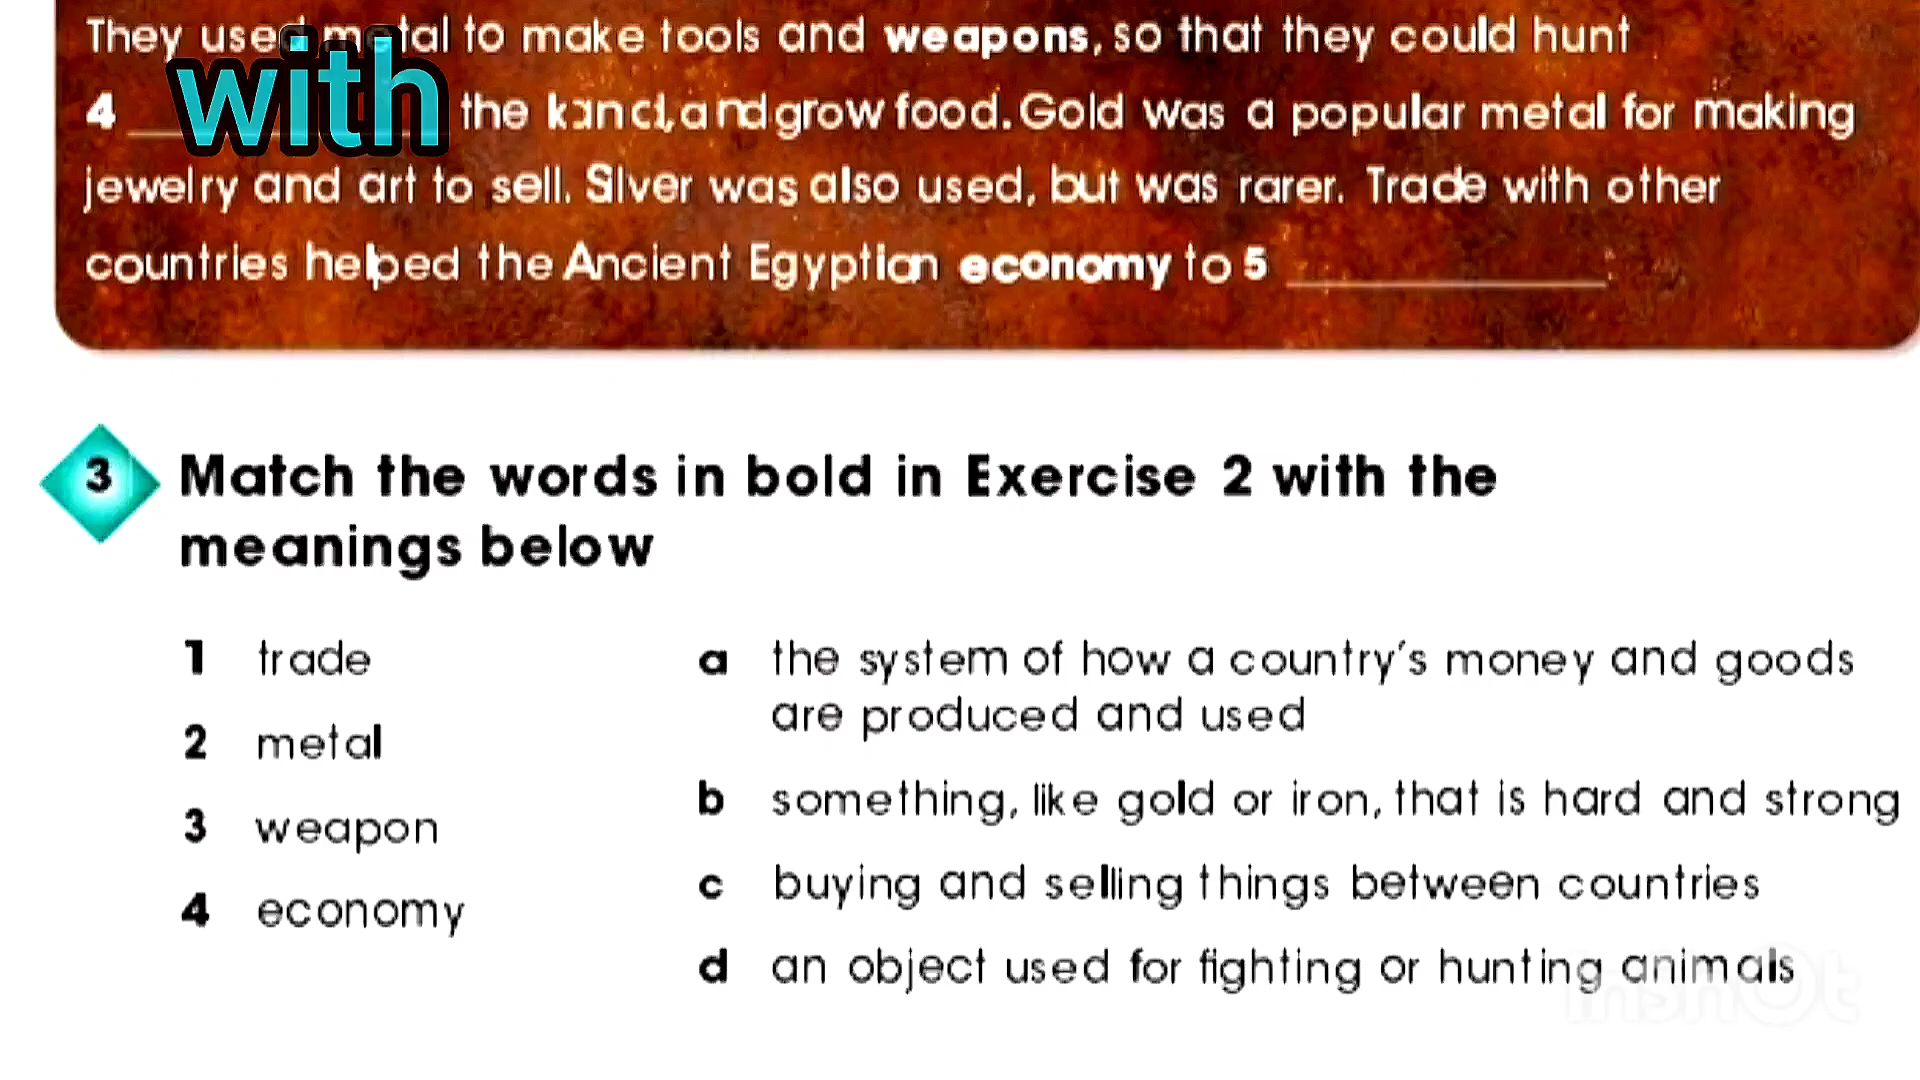 They used metal to make tools and weapons, so that they could hunt
with
4 ____________ the land, and grow food. Gold was a popular metal for making
jewelry and art to sell. Silver was also used, but was rarer. Trade with other
countries helped the Ancient Egyptian economy to 5 ____________.
3 Match the words in bold in Exercise 2 with the
meanings below
1 trade
2 metal
3 weapon
4 economy
a the system of how a country's money and goods
are produced and used
b something, like gold or iron, that is hard and strong
c buying and selling things between countries
d an object used for fighting or hunting animals
InShOt